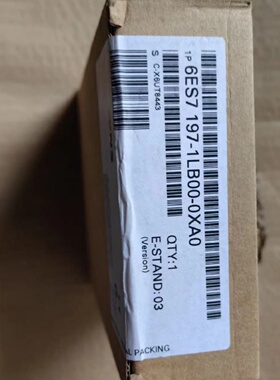 1P 6ES7 197-1LB00-0XA0
S C-X6UT8443
QTY:1
E-STAND: 03
(Version)
AL PACKING